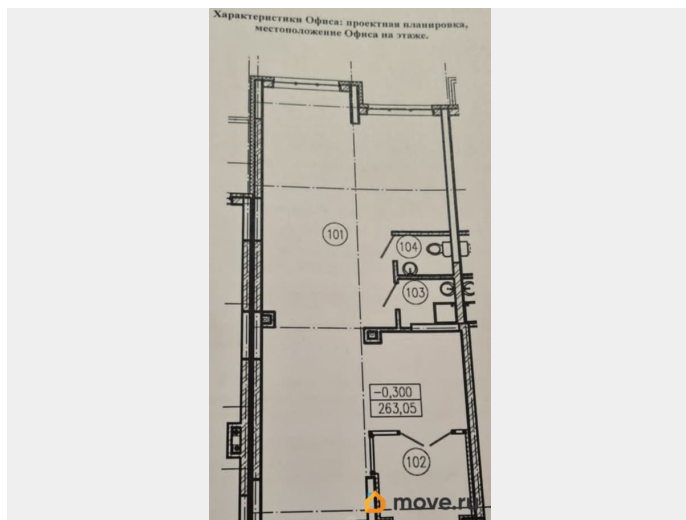 Характеристики Офиса: проектная планировка,
местоположение Офиса на этаже.
101
104
103
-0,300
263,05
102
move.ru